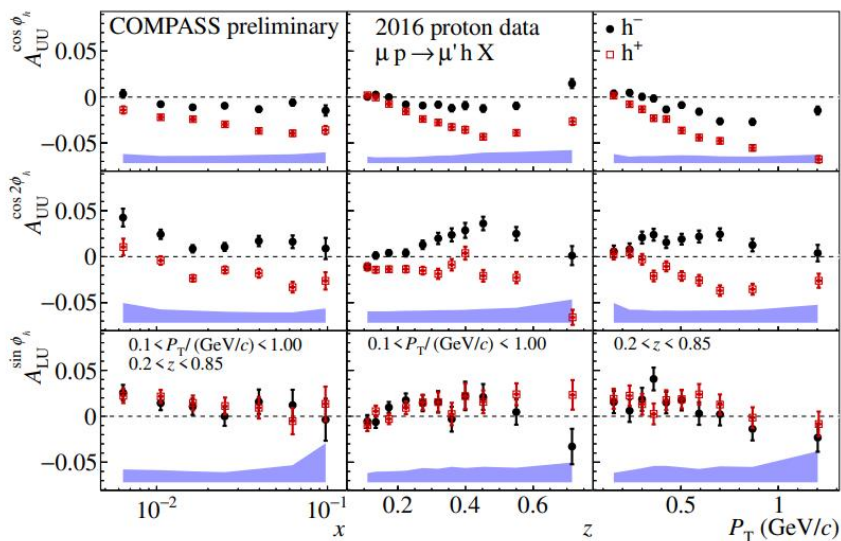 COMPASS preliminary
2016 proton data
μ p → μ' h X
h⁻
h⁺
A_UU^cos ϕ_h
0.05
0
−0.05
A_UU^cos 2ϕ_h
0.05
0
−0.05
A_LU^sin ϕ_h
0.1 < P_T / (GeV/c) < 1.00
0.2 < z < 0.85
0.1 < P_T / (GeV/c) < 1.00
0.2 < z < 0.85
0.05
0
−0.05
10⁻² 10⁻¹ 0.2 0.4 0.6 0.5 1
x z P_T (GeV/c)